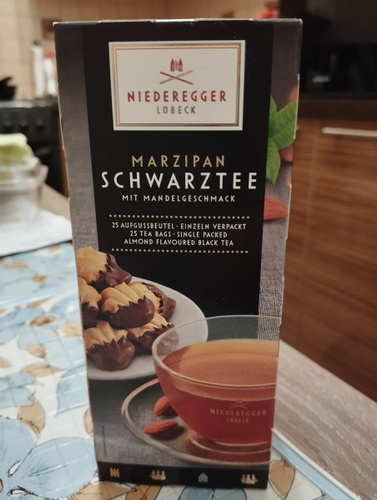 NIEDEREGGER
LÜBECK
MARZIPAN
SCHWARZTEE
MIT MANDELGESCHMACK
25 AUFGUSSBEUTEL · EINZELN VERPACKT
25 TEA BAGS · SINGLE PACKED
ALMOND FLAVOURED BLACK TEA
NIEDEREGGER
LÜBECK